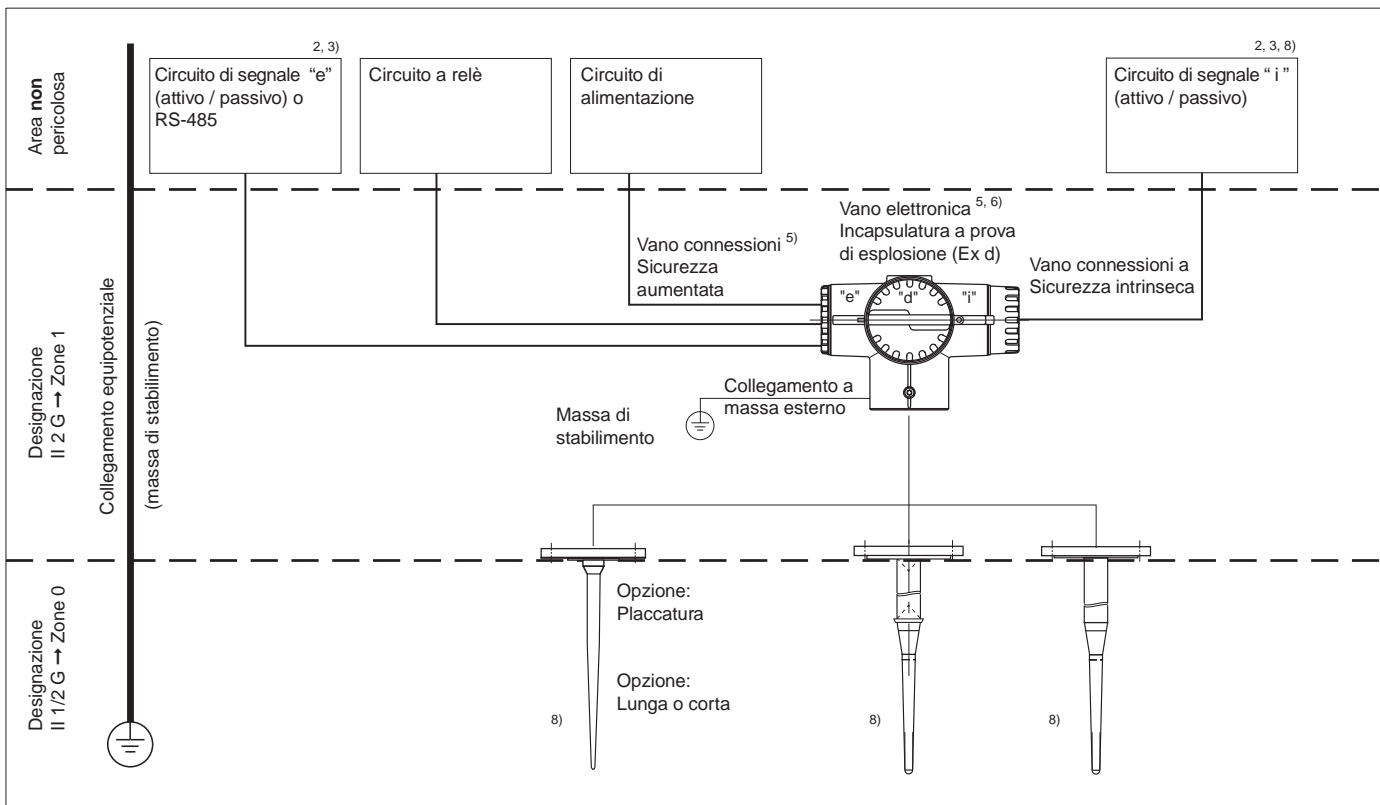 Area non
pericolosa
2, 3)
Circuito di segnale “e”
(attivo / passivo) o
RS-485
Circuito a relè
Circuito di
alimentazione
2, 3, 8)
Circuito di segnale “ i ”
(attivo / passivo)
Designazione
II 2 G → Zone 1
Collegamento equipotenziale
(massa di stabilimento)
Vano connessioni 5)
Sicurezza
aumentata
Vano elettronica 5, 6)
Incapsulatura a prova
di esplosione (Ex d)
Vano connessioni a
Sicurezza intrinseca
"e"
"d"
"i"
Collegamento a
massa esterno
Massa di
stabilimento
Designazione
II 1/2 G → Zone 0
Opzione:
Placcatura
Opzione:
Lunga o corta
8)
8)
8)